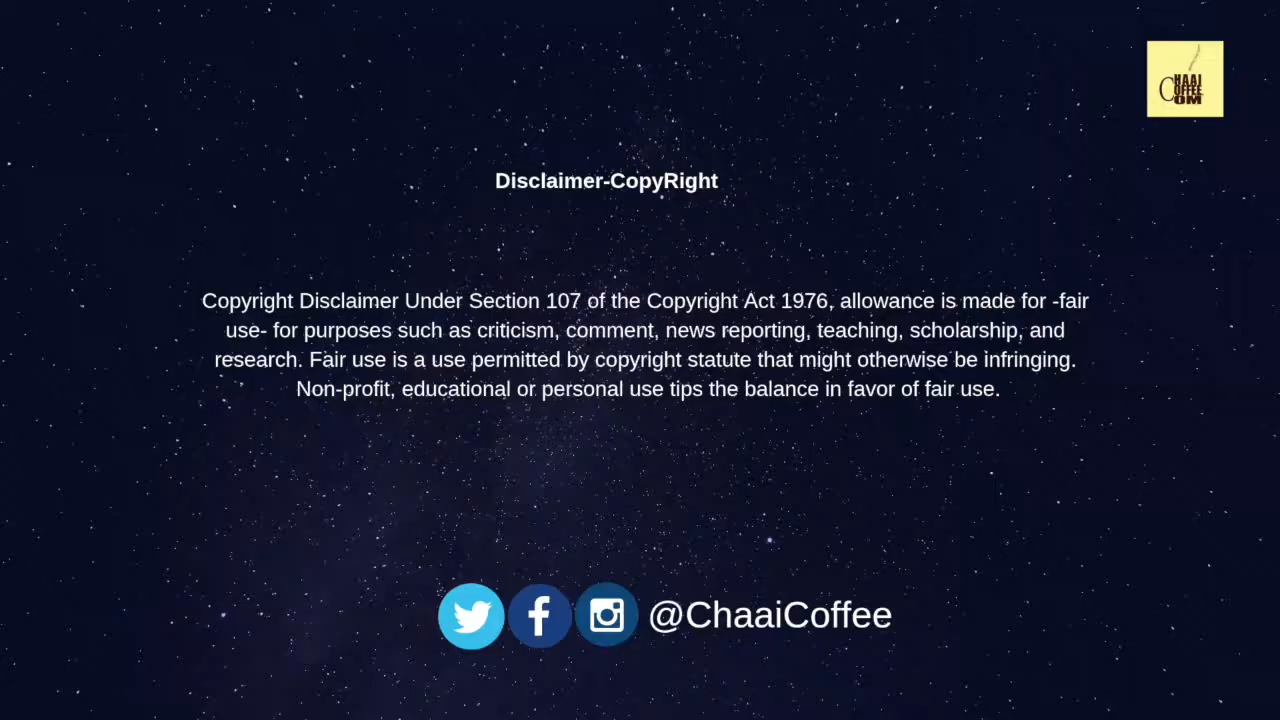 CHAAI
COFFEE
COM
Disclaimer-CopyRight
Copyright Disclaimer Under Section 107 of the Copyright Act 1976, allowance is made for -fair
use- for purposes such as criticism, comment, news reporting, teaching, scholarship, and
research. Fair use is a use permitted by copyright statute that might otherwise be infringing.
Non-profit, educational or personal use tips the balance in favor of fair use.
@ChaaiCoffee